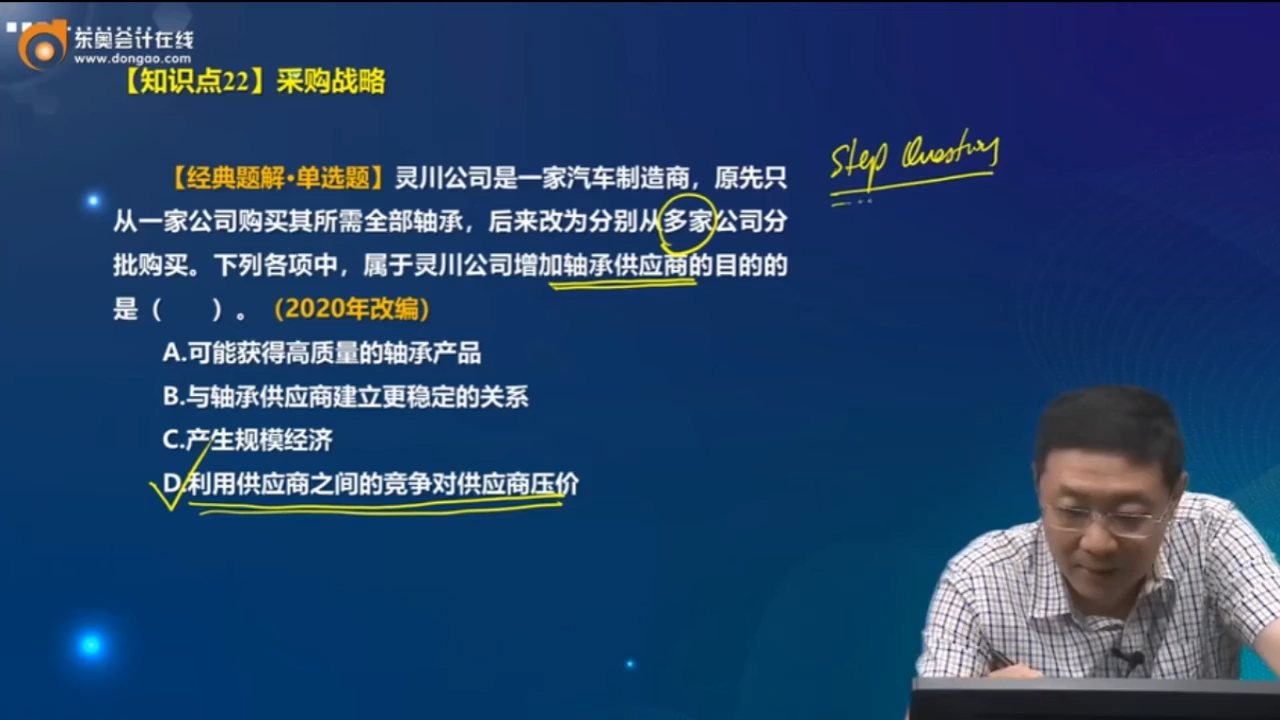 东奥会计在线
www.dongao.com
【知识点22】采购战略
Step Question
【经典题解·单选题】灵川公司是一家汽车制造商，原先只
从一家公司购买其所需全部轴承，后来改为分别从多家公司分
批购买。下列各项中，属于灵川公司增加轴承供应商的目的的
是（ ）。（2020年改编）
A.可能获得高质量的轴承产品
B.与轴承供应商建立更稳定的关系
C.产生规模经济
D.利用供应商之间的竞争对供应商压价